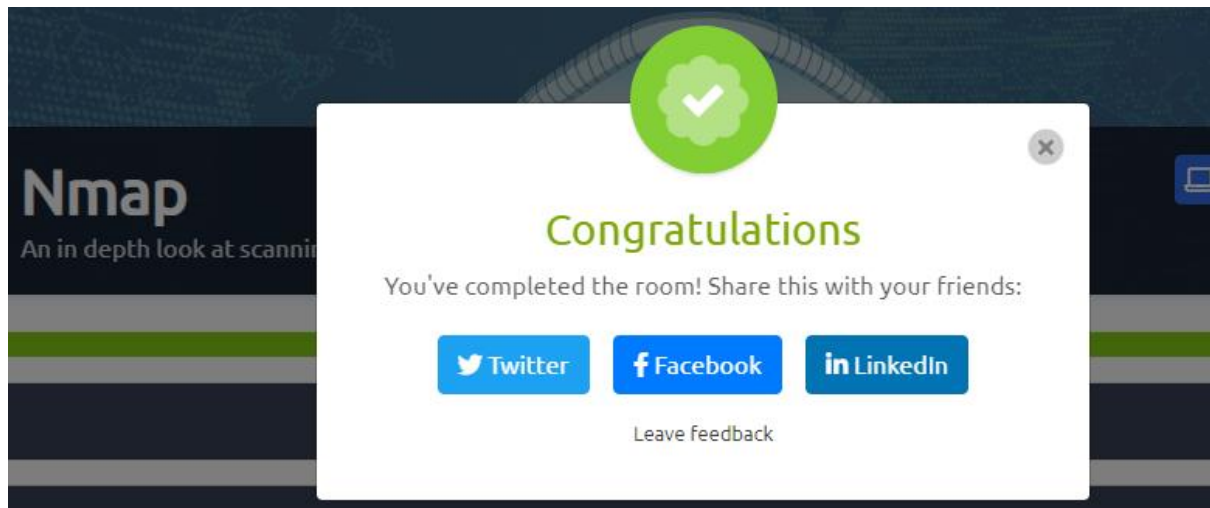 Nmap
An in depth look at scannin
Congratulations
You've completed the room! Share this with your friends:
Twitter Facebook LinkedIn
Leave feedback